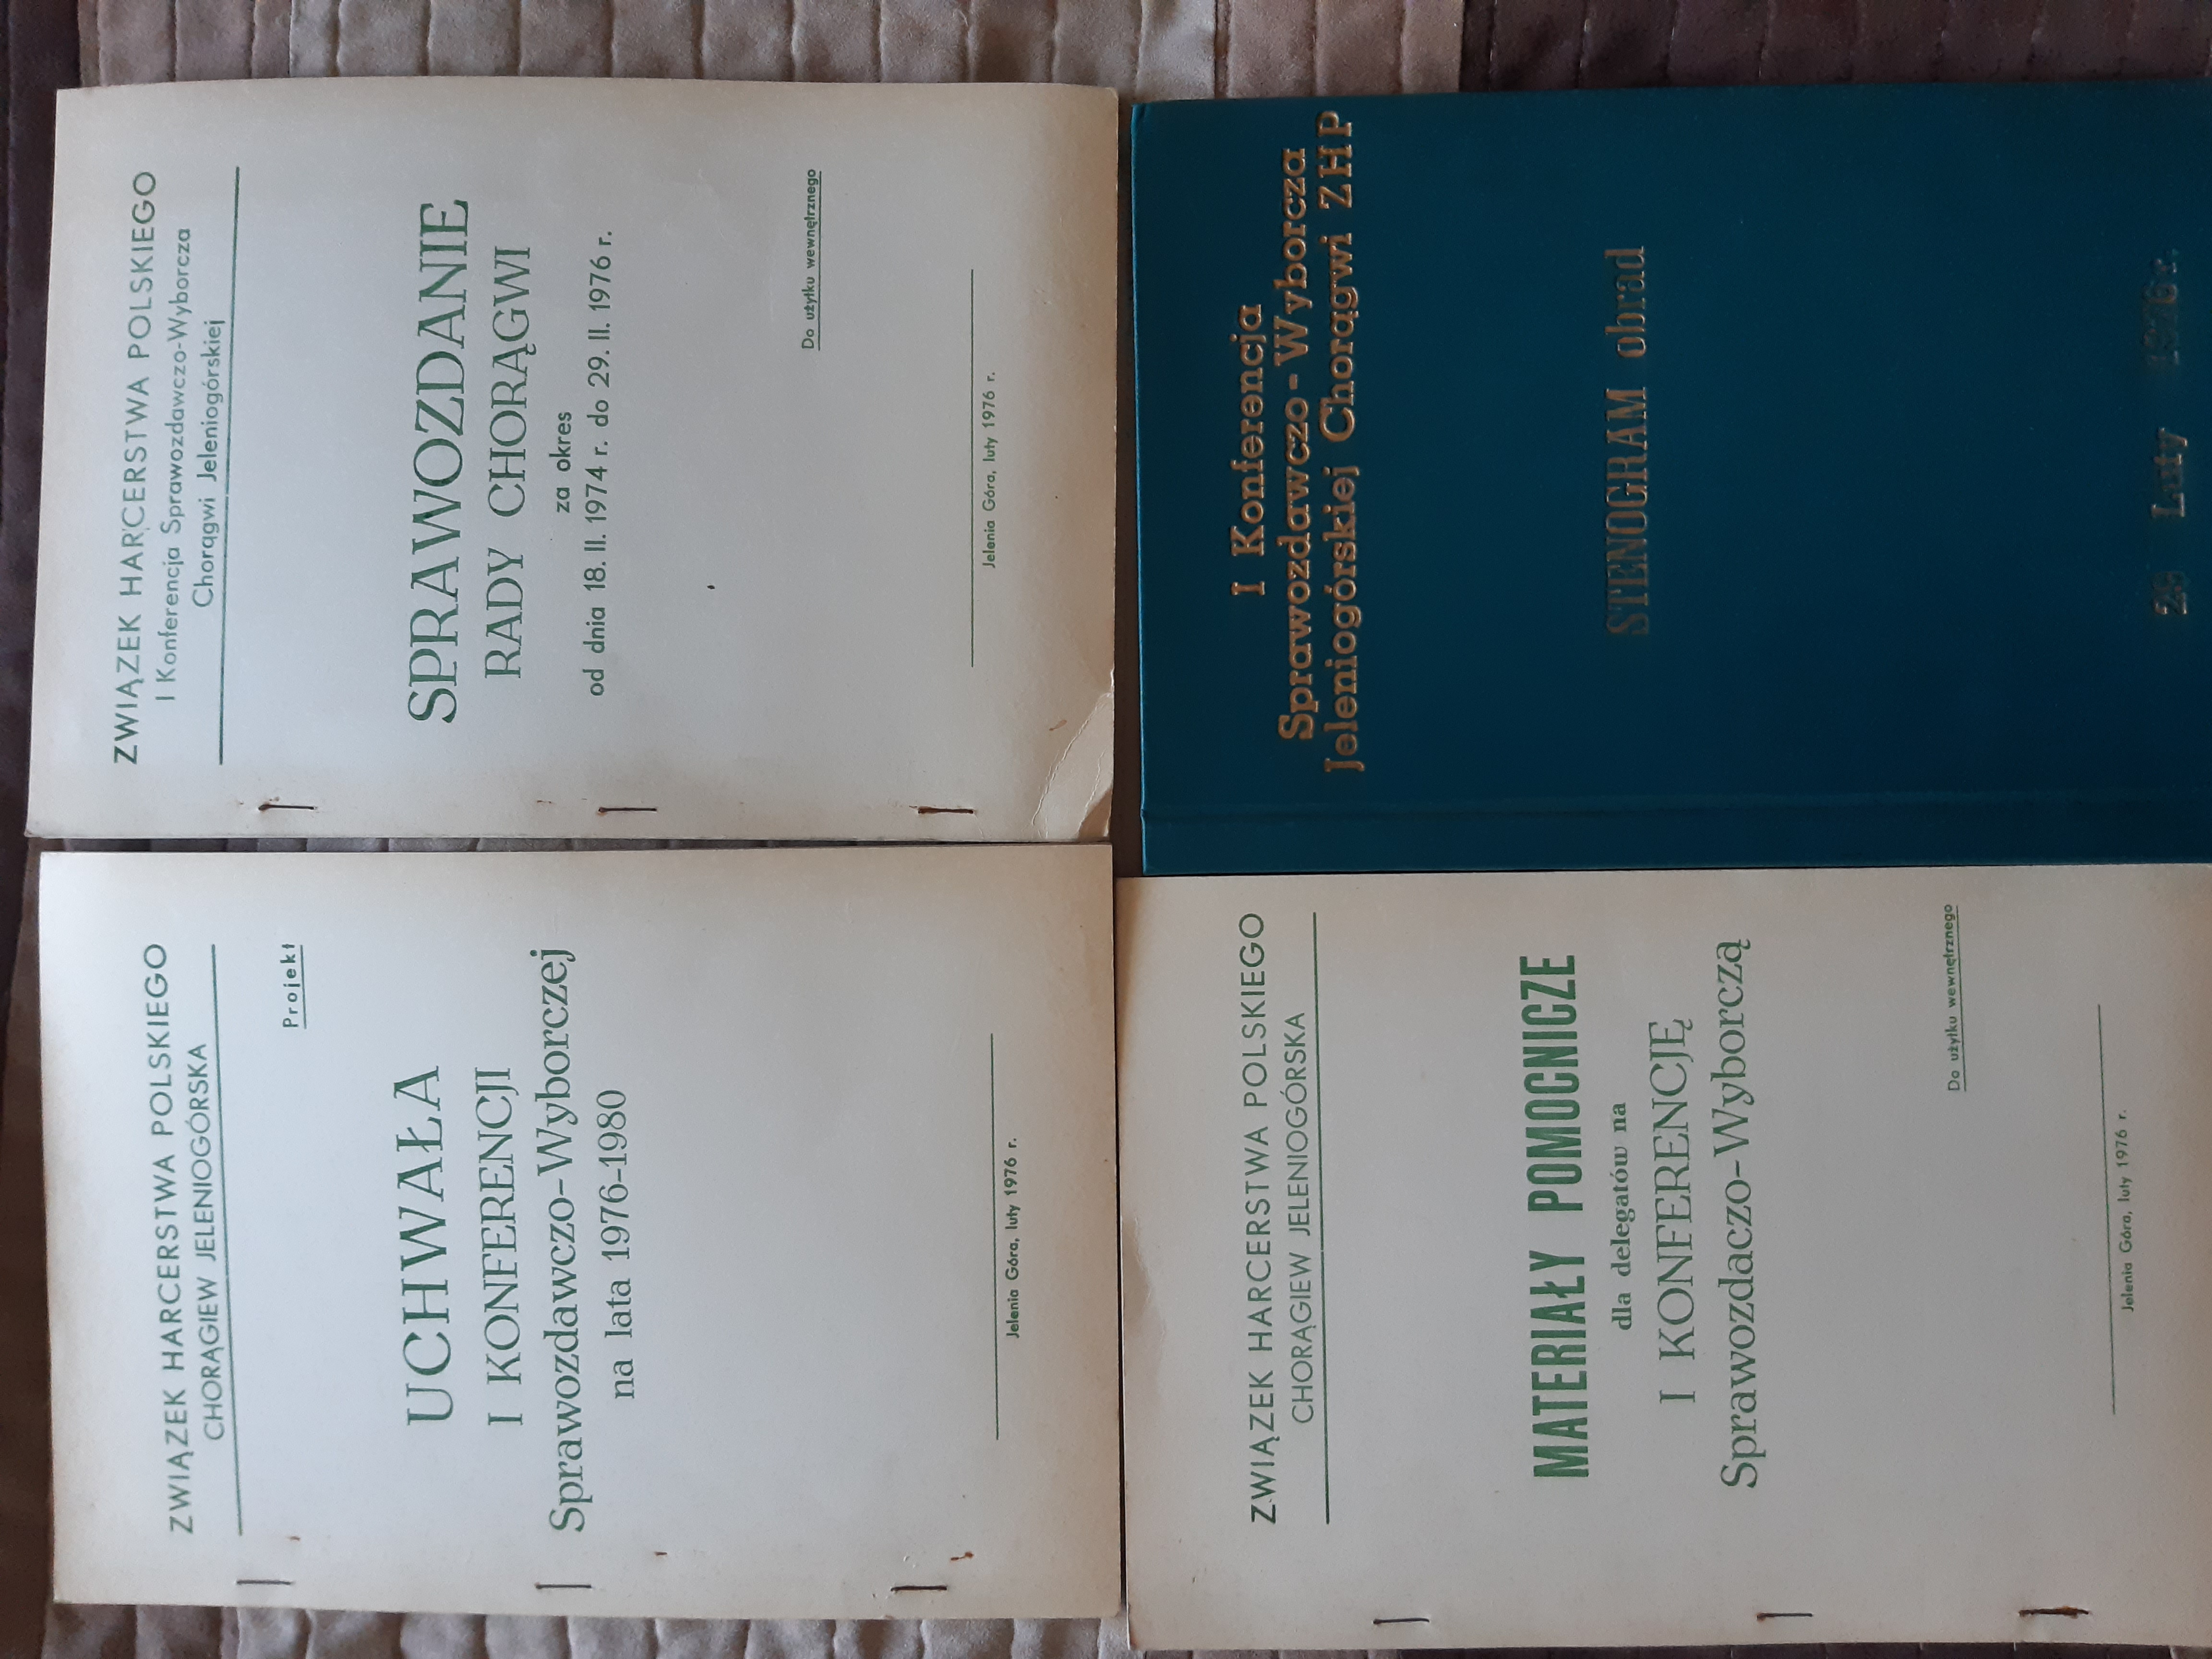 ZWIĄZEK HARCERSTWA POLSKIEGO
CHORĄGIEW JELENIOGÓRSKA
Projekt
UCHWAŁA
I KONFERENCJI
Sprawozdawczo-Wyborczej
na lata 1976-1980
Jelenia Góra, luty 1976 r.
ZWIĄZEK HARCERSTWA POLSKIEGO
I Konferencja Sprawozdawczo-Wyborcza
Chorągwi Jeleniogórskiej
SPRAWOZDANIE
RADY CHORĄGWI
za okres
od dnia 18. II. 1974 r. do 29. II. 1976 r.
Do użytku wewnętrznego
Jelenia Góra, luty 1976 r.
ZWIĄZEK HARCERSTWA POLSKIEGO
CHORĄGIEW JELENIOGÓRSKA
MATERIAŁY POMOCNICZE
dla delegatów na
I KONFERENCJĘ
Sprawozdaczo-Wyborczą
Do użytku wewnętrznego
Jelenia Góra, luty 1976 r.
I Konferencja
Sprawozdawczo-Wyborcza
Jeleniogórskiej Chorągwi ZHP
STENOGRAM obrad
29 Luty 1976r.